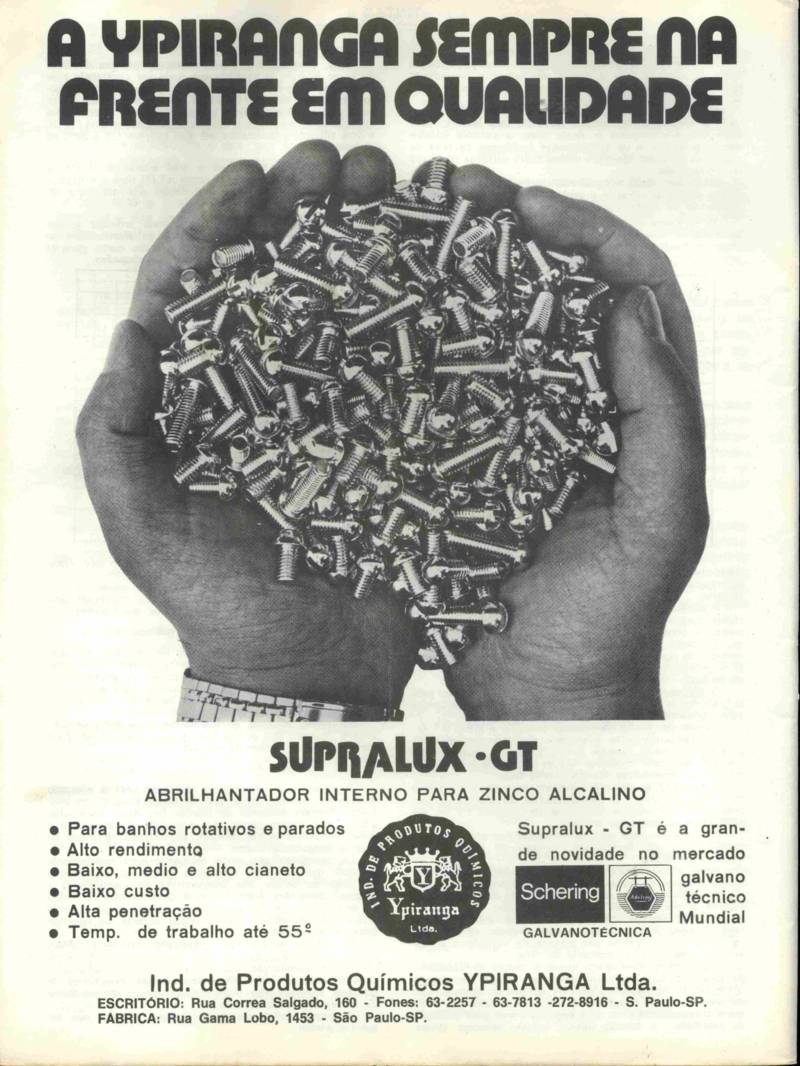 A YPIRANGA SEMPRE NA
FRENTE EM QUALIDADE
SUPRALUX · GT
ABRILHANTADOR INTERNO PARA ZINCO ALCALINO
● Para banhos rotativos e parados
● Alto rendimento
● Baixo, medio e alto cianeto
● Baixo custo
● Alta penetração
● Temp. de trabalho até 55º
IND. DE PRODUTOS QUIMICOS
Y
Ypiranga
Ltda.
Supralux - GT é a gran-
de novidade no mercado
galvano
técnico
Mundial
Schering
GALVANOTÉCNICA
Ind. de Produtos Químicos YPIRANGA Ltda.
ESCRITÓRIO: Rua Correa Salgado, 160 - Fones: 63-2257 - 63-7813 -272-8916 - S. Paulo-SP.
FÁBRICA: Rua Gama Lobo, 1453 - São Paulo-SP.